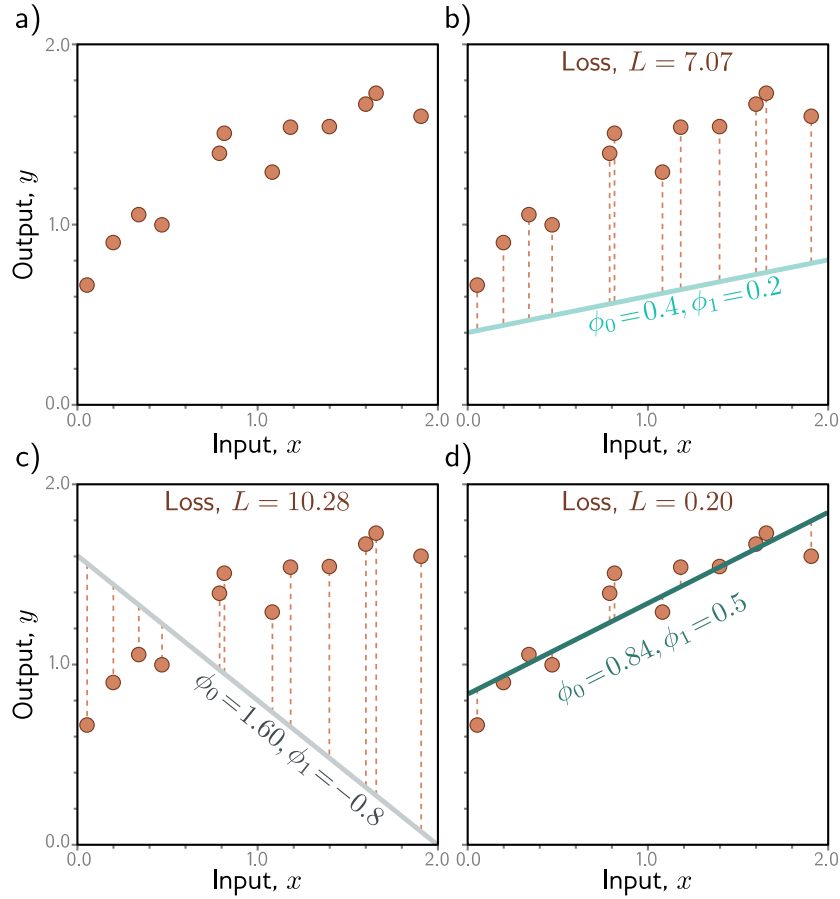 a)
2.0
1.0
0.0
Output, y
0.0
1.0
2.0
Input, x
b)
Loss, L = 7.07
ϕ₀=0.4, ϕ₁=0.2
0.0
1.0
2.0
Input, x
c)
2.0
1.0
0.0
Output, y
Loss, L = 10.28
ϕ₀=1.60, ϕ₁=−0.8
0.0
1.0
2.0
Input, x
d)
Loss, L = 0.20
ϕ₀=0.84, ϕ₁=0.5
0.0
1.0
2.0
Input, x